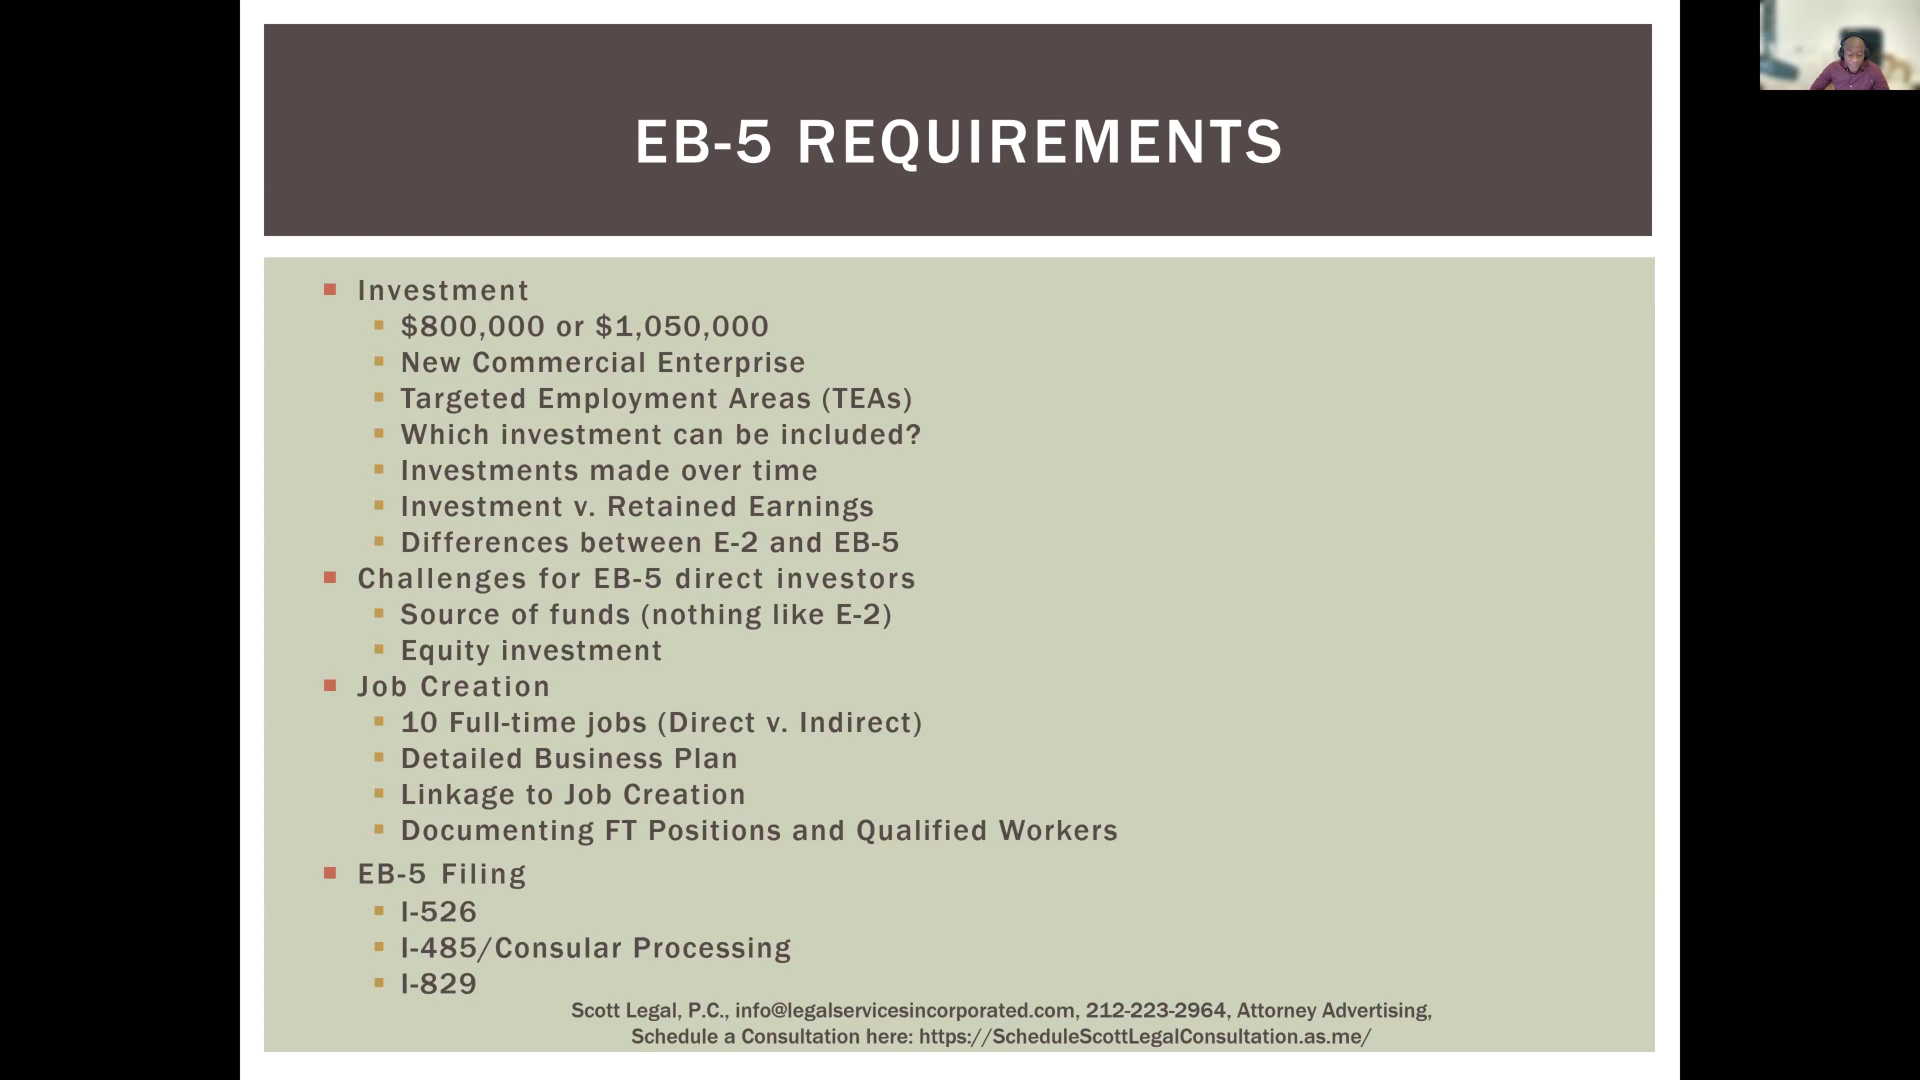 EB-5 REQUIREMENTS
Investment
$800,000 or $1,050,000
New Commercial Enterprise
Targeted Employment Areas (TEAs)
Which investment can be included?
Investments made over time
Investment v. Retained Earnings
Differences between E-2 and EB-5
Challenges for EB-5 direct investors
Source of funds (nothing like E-2)
Equity investment
Job Creation
10 Full-time jobs (Direct v. Indirect)
Detailed Business Plan
Linkage to Job Creation
Documenting FT Positions and Qualified Workers
EB-5 Filing
I-526
I-485/Consular Processing
I-829
Scott Legal, P.C., info@legalservicesincorporated.com, 212-223-2964, Attorney Advertising,
Schedule a Consultation here: https://ScheduleScottLegalConsultation.as.me/